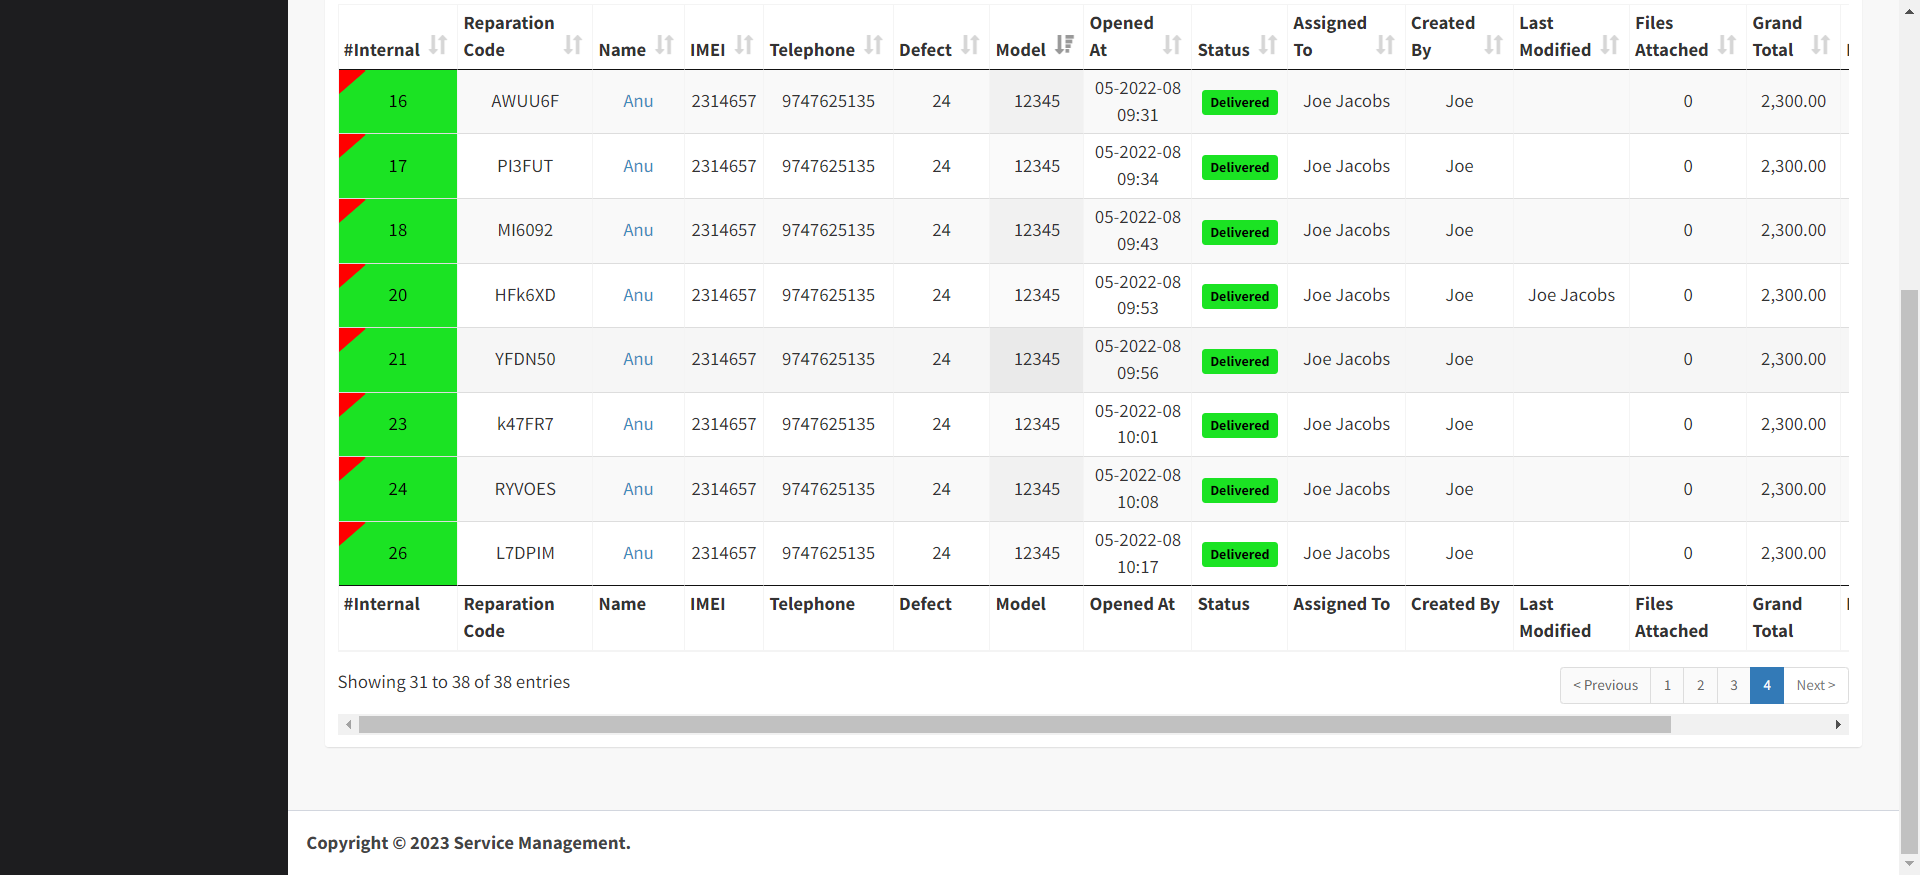 #Internal Reparation Code Name IMEI Telephone Defect Model Opened At Status Assigned To Created By Last Modified Files Attached Grand Total
16 AWUU6F Anu 2314657 9747625135 24 12345 05-2022-08 09:31 Delivered Joe Jacobs Joe 0 2,300.00
17 PI3FUT Anu 2314657 9747625135 24 12345 05-2022-08 09:34 Delivered Joe Jacobs Joe 0 2,300.00
18 MI6092 Anu 2314657 9747625135 24 12345 05-2022-08 09:43 Delivered Joe Jacobs Joe 0 2,300.00
20 HFk6XD Anu 2314657 9747625135 24 12345 05-2022-08 09:53 Delivered Joe Jacobs Joe Joe Jacobs 0 2,300.00
21 YFDN50 Anu 2314657 9747625135 24 12345 05-2022-08 09:56 Delivered Joe Jacobs Joe 0 2,300.00
23 k47FR7 Anu 2314657 9747625135 24 12345 05-2022-08 10:01 Delivered Joe Jacobs Joe 0 2,300.00
24 RYVOES Anu 2314657 9747625135 24 12345 05-2022-08 10:08 Delivered Joe Jacobs Joe 0 2,300.00
26 L7DPIM Anu 2314657 9747625135 24 12345 05-2022-08 10:17 Delivered Joe Jacobs Joe 0 2,300.00
#Internal Reparation Code Name IMEI Telephone Defect Model Opened At Status Assigned To Created By Last Modified Files Attached Grand Total
Showing 31 to 38 of 38 entries
< Previous 1 2 3 4 Next >
Copyright © 2023 Service Management.